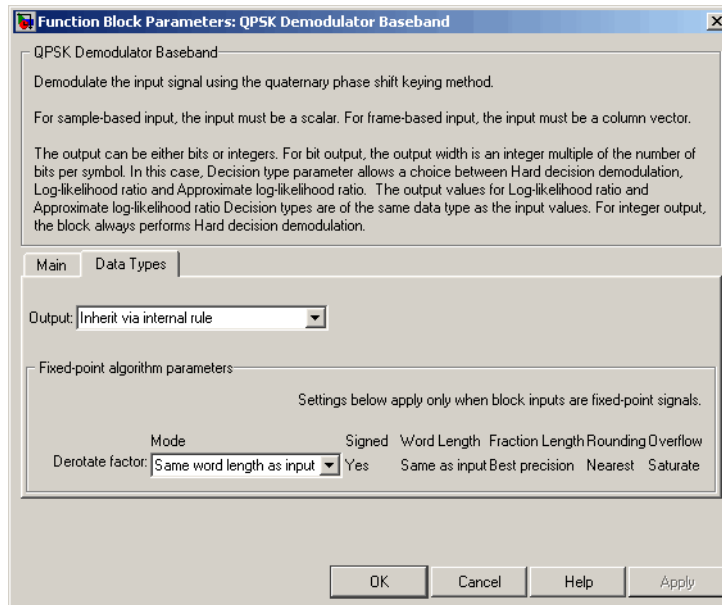 Function Block Parameters: QPSK Demodulator Baseband
QPSK Demodulator Baseband
Demodulate the input signal using the quaternary phase shift keying method.
For sample-based input, the input must be a scalar. For frame-based input, the input must be a column vector.
The output can be either bits or integers. For bit output, the output width is an integer multiple of the number of
bits per symbol. In this case, Decision type parameter allows a choice between Hard decision demodulation,
Log-likelihood ratio and Approximate log-likelihood ratio. The output values for Log-likelihood ratio and
Approximate log-likelihood ratio Decision types are of the same data type as the input values. For integer output,
the block always performs Hard decision demodulation.
Main Data Types
Output: Inherit via internal rule
Fixed-point algorithm parameters
Settings below apply only when block inputs are fixed-point signals.
Mode Signed Word Length Fraction Length Rounding Overflow
Derotate factor: Same word length as input Yes Same as input Best precision Nearest Saturate
OK Cancel Help Apply